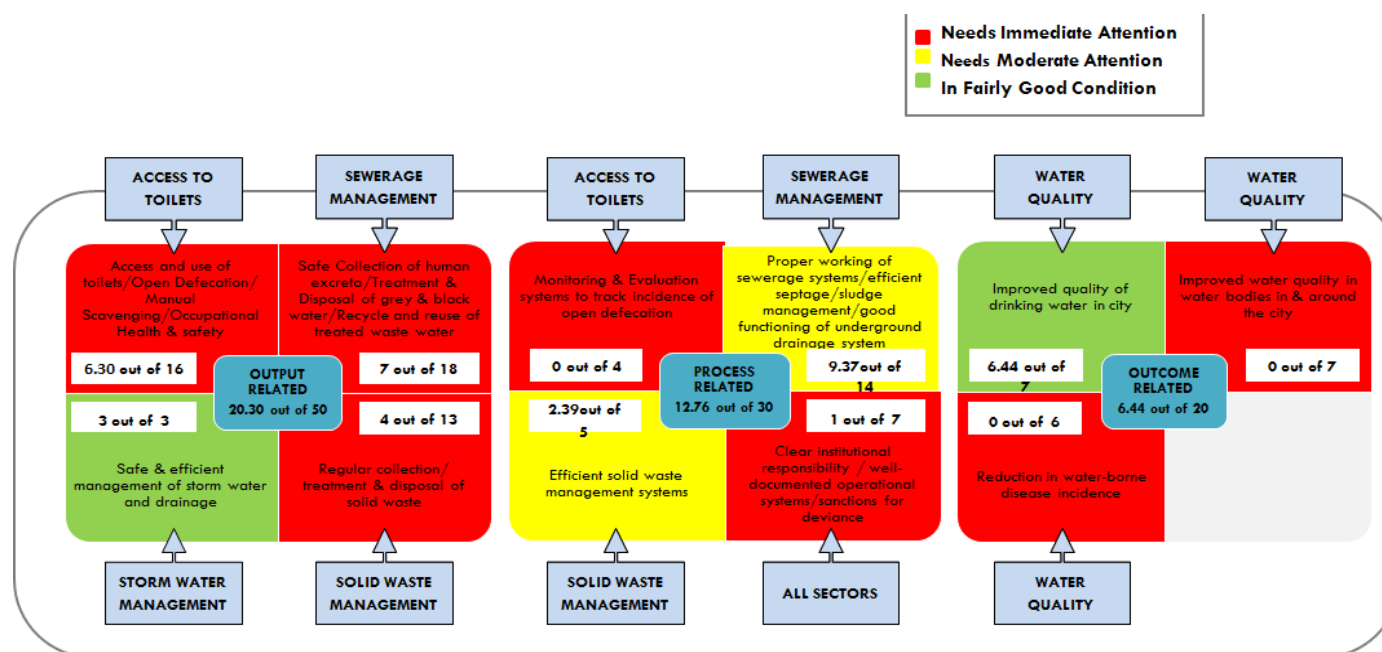 Needs Immediate Attention
Needs Moderate Attention
In Fairly Good Condition
ACCESS TO
TOILETS
SEWERAGE
MANAGEMENT
ACCESS TO
TOILETS
SEWERAGE
MANAGEMENT
WATER
QUALITY
WATER
QUALITY
Access and use of
toilets/Open Defecation/
Manual
Scavenging/Occupational
Health & safety
6.30 out of 16
Safe Collection of human
excreta/Treatment &
Disposal of grey & black
water/Recycle and reuse of
treated waste water
7 out of 18
OUTPUT
RELATED
20.30 out of 50
3 out of 3
Safe & efficient
management of storm water
and drainage
4 out of 13
Regular collection/
treatment & disposal of
solid waste
Monitoring & Evaluation
systems to track incidence of
open defecation
0 out of 4
Proper working of
sewerage systems/efficient
septage/sludge
management/good
functioning of underground
drainage system
9.37out of
14
PROCESS
RELATED
12.76 out of 30
2.39out of
5
Efficient solid waste
management systems
1 out of 7
Clear institutional
responsibility / well-
documented operational
systems/sanctions for
deviance
Improved quality of
drinking water in city
6.44 out of
7
Improved water quality in
water bodies in & around
the city
0 out of 7
OUTCOME
RELATED
6.44 out of 20
0 out of 6
Reduction in water-borne
disease incidence
STORM WATER
MANAGEMENT
SOLID WASTE
MANAGEMENT
SOLID WASTE
MANAGEMENT
ALL SECTORS
WATER
QUALITY